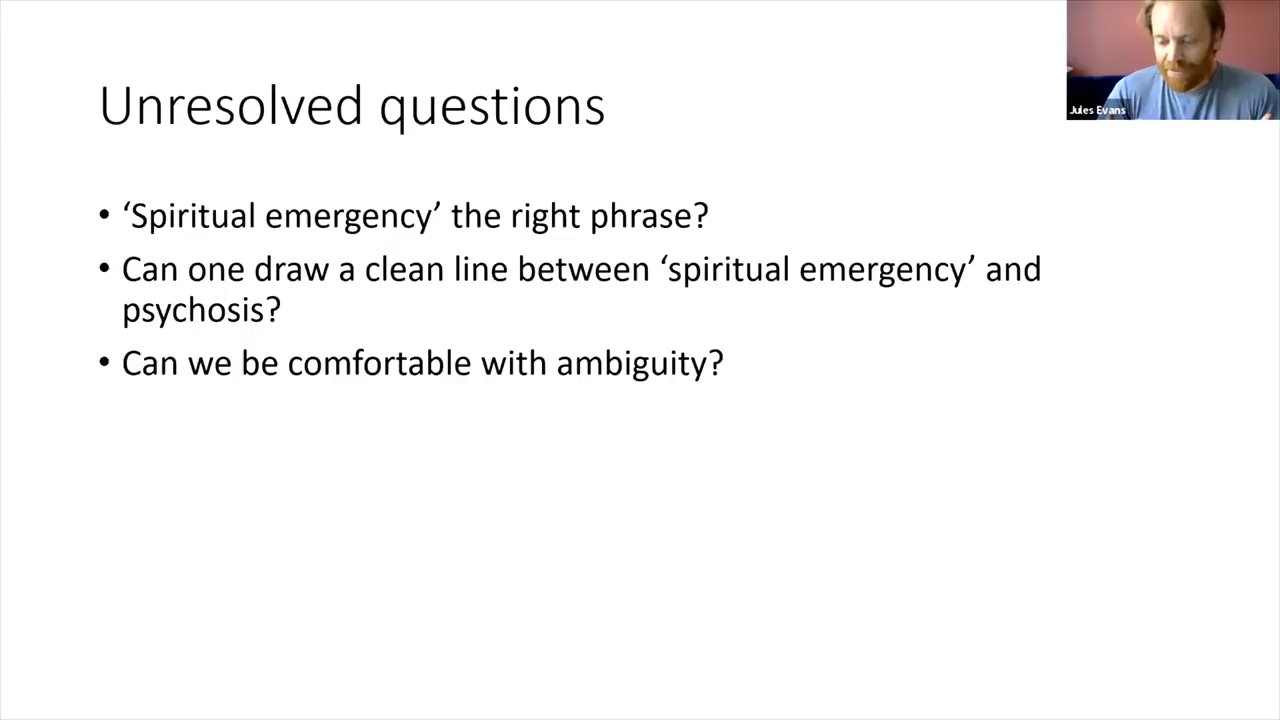 Jules Evans
Unresolved questions
• ‘Spiritual emergency’ the right phrase?
• Can one draw a clean line between ‘spiritual emergency’ and
psychosis?
• Can we be comfortable with ambiguity?